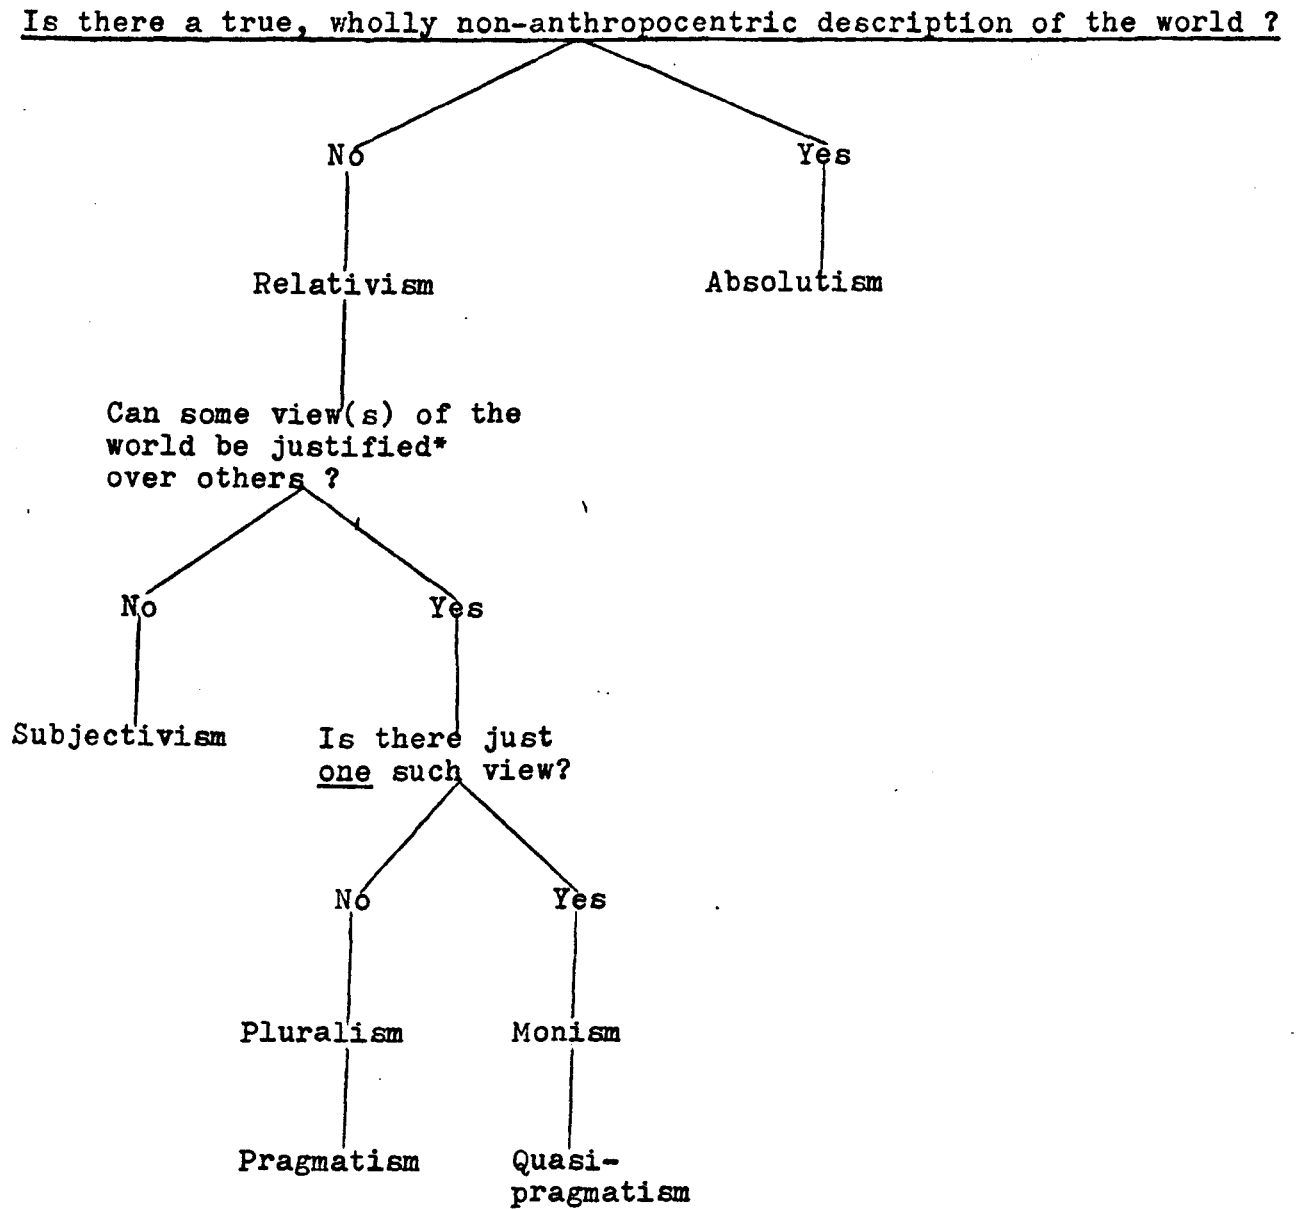 Is there a true, wholly non-anthropocentric description of the world ?
No
Yes
Relativism
Absolutism
Can some view(s) of the
world be justified*
over others ?
No
Yes
Subjectivism
Is there just
one such view?
No
Yes
Pluralism
Monism
Pragmatism
Quasi-
pragmatism